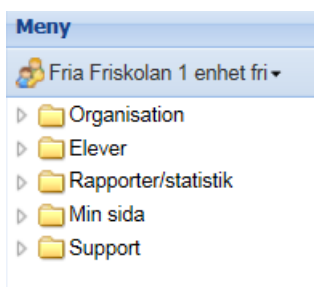 Meny
Fria Friskolan 1 enhet fri
Organisation
Elever
Rapporter/statistik
Min sida
Support